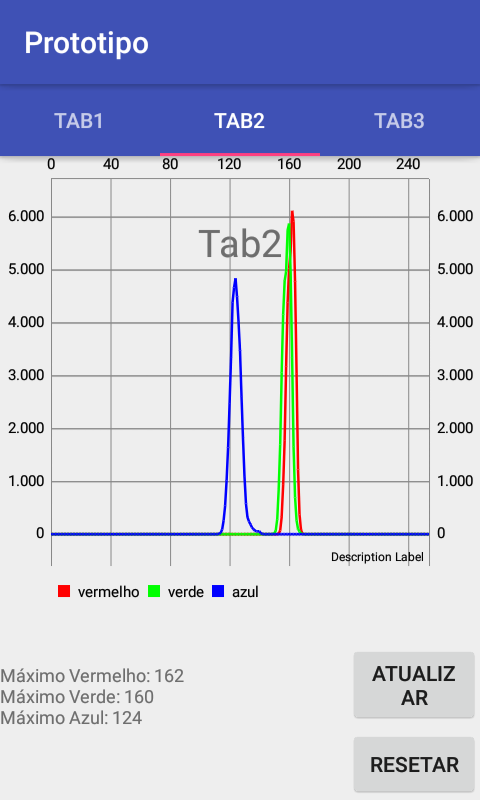 Prototipo
TAB1 TAB2 TAB3
0 40 80 120 160 200 240
Tab2
6.000 6.000
5.000 5.000
4.000 4.000
3.000 3.000
2.000 2.000
1.000 1.000
0 0
Description Label
vermelho verde azul
Máximo Vermelho: 162
Máximo Verde: 160
Máximo Azul: 124
ATUALIZ
AR
RESETAR